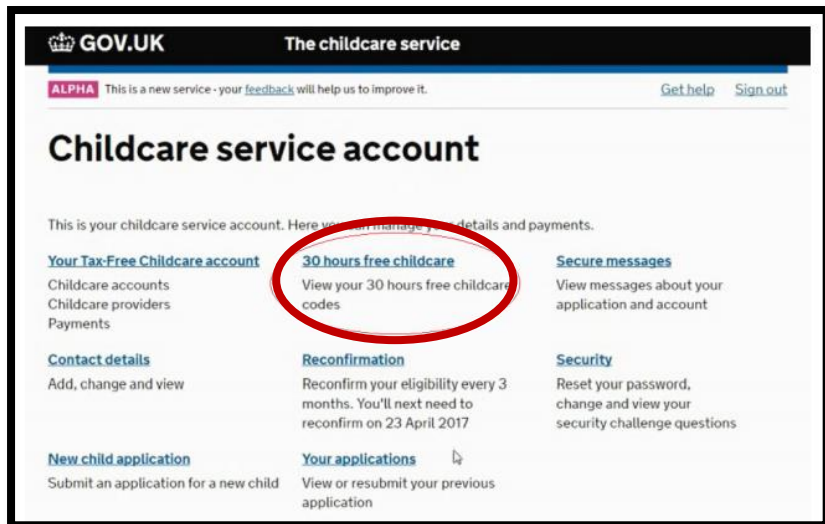 GOV.UK The childcare service
ALPHA This is a new service - your feedback will help us to improve it. Get help Sign out
Childcare service account
This is your childcare service account. Here you can manage your details and payments.
Your Tax-Free Childcare account
Childcare accounts
Childcare providers
Payments
30 hours free childcare
View your 30 hours free childcare
codes
Secure messages
View messages about your
application and account
Contact details
Add, change and view
Reconfirmation
Reconfirm your eligibility every 3
months. You'll next need to
reconfirm on 23 April 2017
Security
Reset your password,
change and view your
security challenge questions
New child application
Submit an application for a new child
Your applications
View or resubmit your previous
application